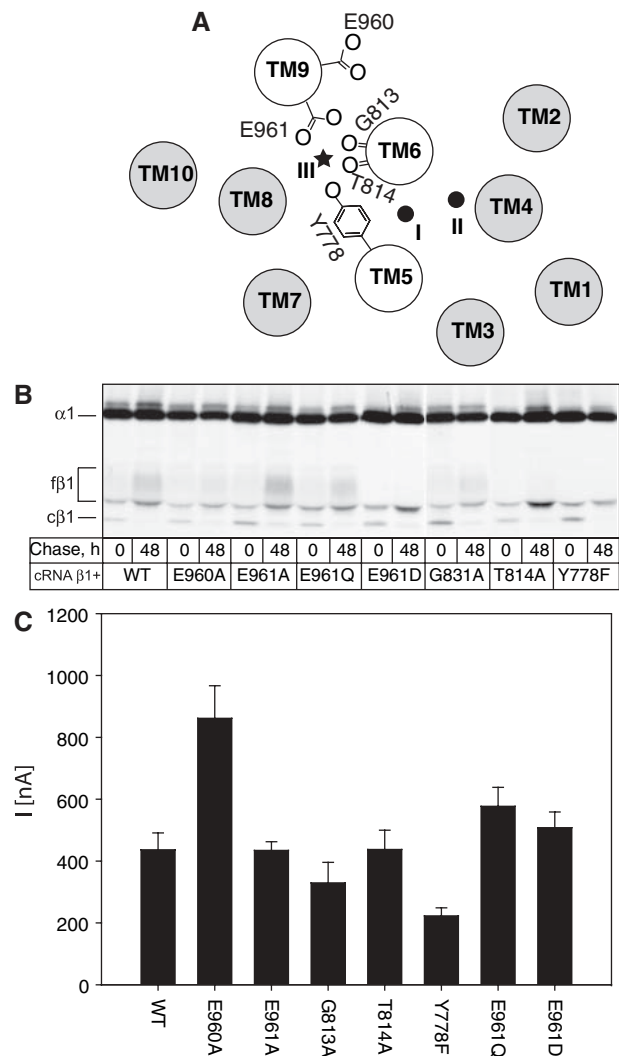 A
E960
TM9
O
O
G813
O
E961
O
TM2
O
TM6
O
III
T814
TM10
TM8
O
TM4
Y778
I
II
TM5
TM7
TM1
TM3
B
α1
fβ1
cβ1
Chase, h 0 48 0 48 0 48 0 48 0 48 0 48 0 48 0 48
cRNA β1+ WT E960A E961A E961Q E961D G831A T814A Y778F
C
1200
1000
800
600
400
200
0
I [nA]
WT E960A E961A G813A T814A Y778F E961Q E961D